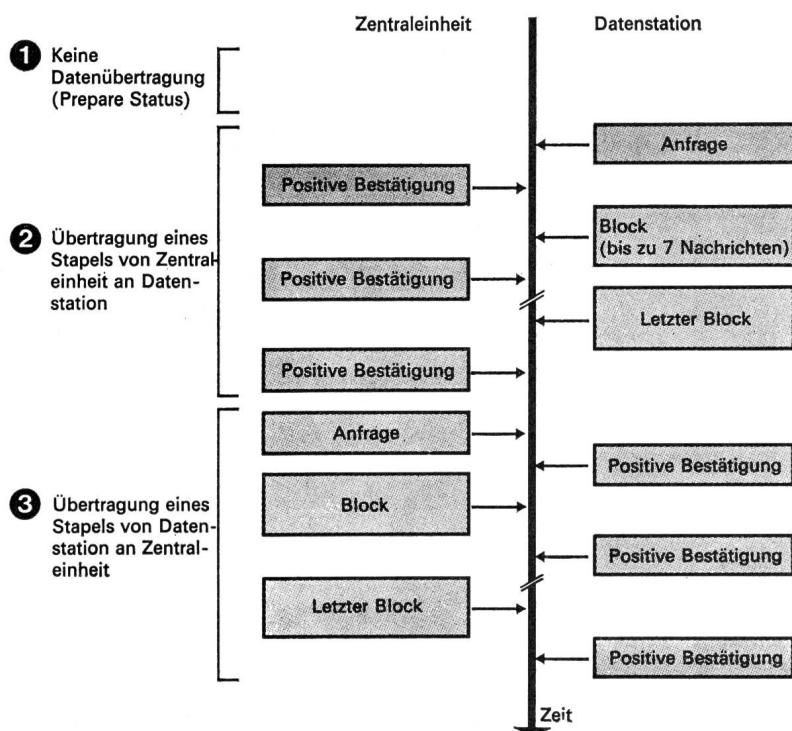 Zentraleinheit
Datenstation
1 Keine
Datenübertragung
(Prepare Status)
Anfrage
Positive Bestätigung
2 Übertragung eines
Stapels von Zentral-
einheit an Daten-
station
Block
(bis zu 7 Nachrichten)
Positive Bestätigung
Letzter Block
Positive Bestätigung
Anfrage
Positive Bestätigung
3 Übertragung eines
Stapels von Daten-
station an Zentral-
einheit
Block
Positive Bestätigung
Letzter Block
Positive Bestätigung
Zeit